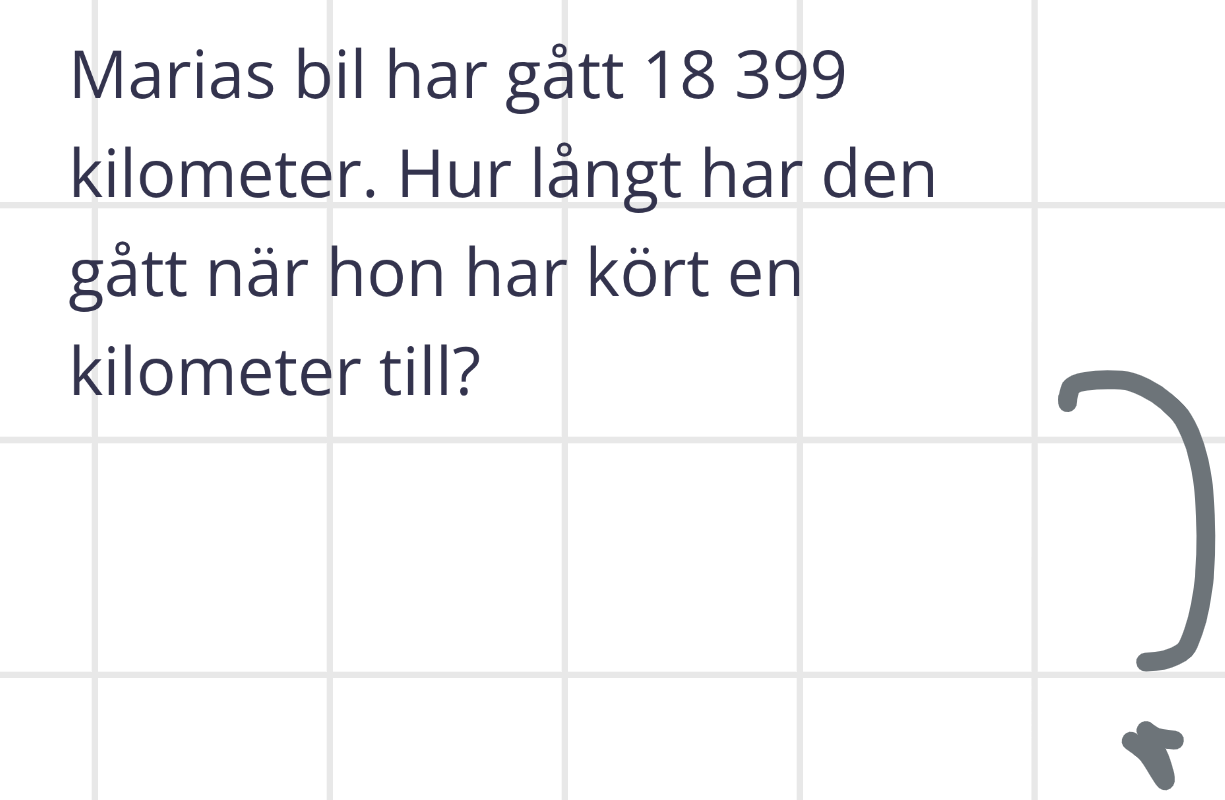 Marias bil har gått 18 399
kilometer. Hur långt har den
gått när hon har kört en
kilometer till?